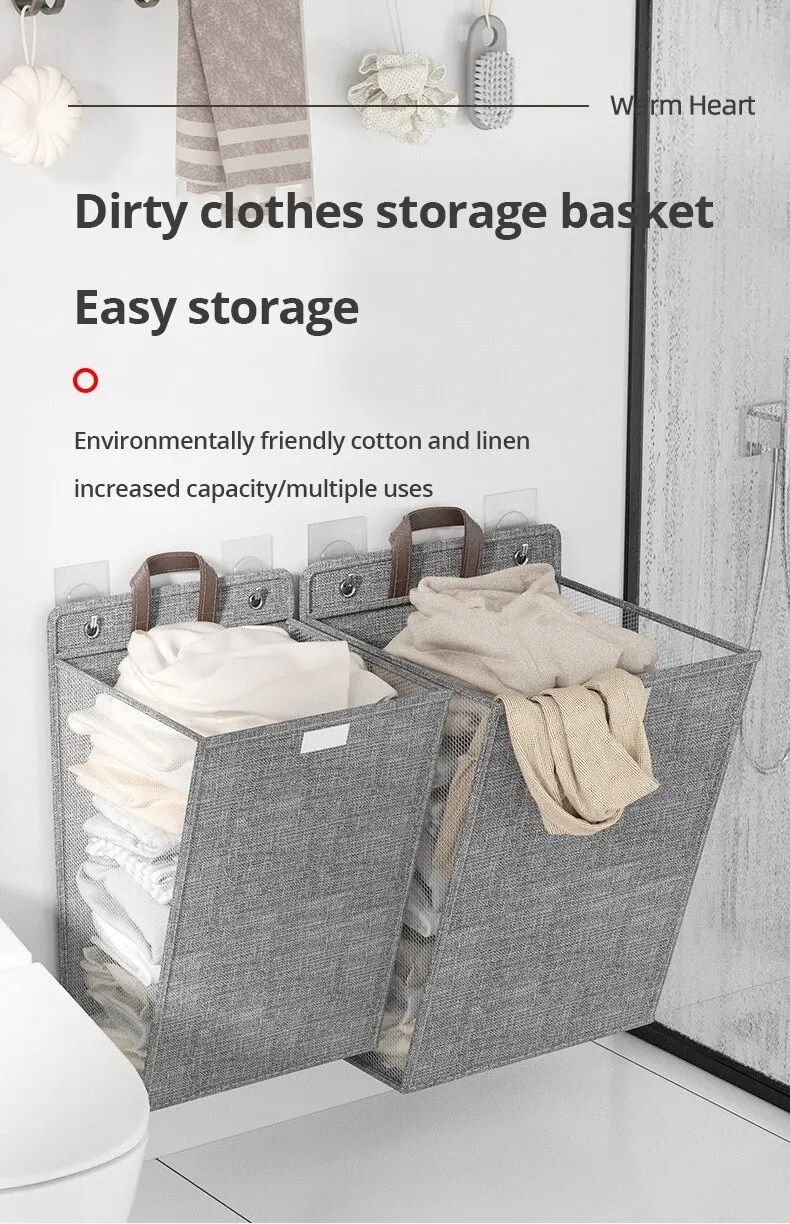 Warm Heart
Dirty clothes storage basket
Easy storage
Environmentally friendly cotton and linen
increased capacity/multiple uses